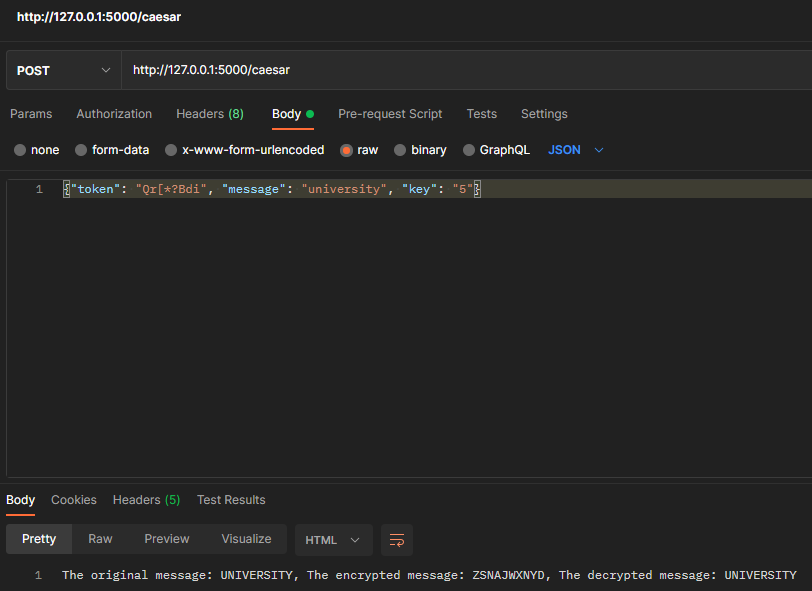 http://127.0.0.1:5000/caesar
POST http://127.0.0.1:5000/caesar
Params Authorization Headers (8) Body Pre-request Script Tests Settings
none form-data x-www-form-urlencoded raw binary GraphQL JSON
1 {"token": "Qr[*?Bdi", "message": "university", "key": "5"}
Body Cookies Headers (5) Test Results
Pretty Raw Preview Visualize HTML
1 The original message: UNIVERSITY, The encrypted message: ZSNAJWXNYD, The decrypted message: UNIVERSITY